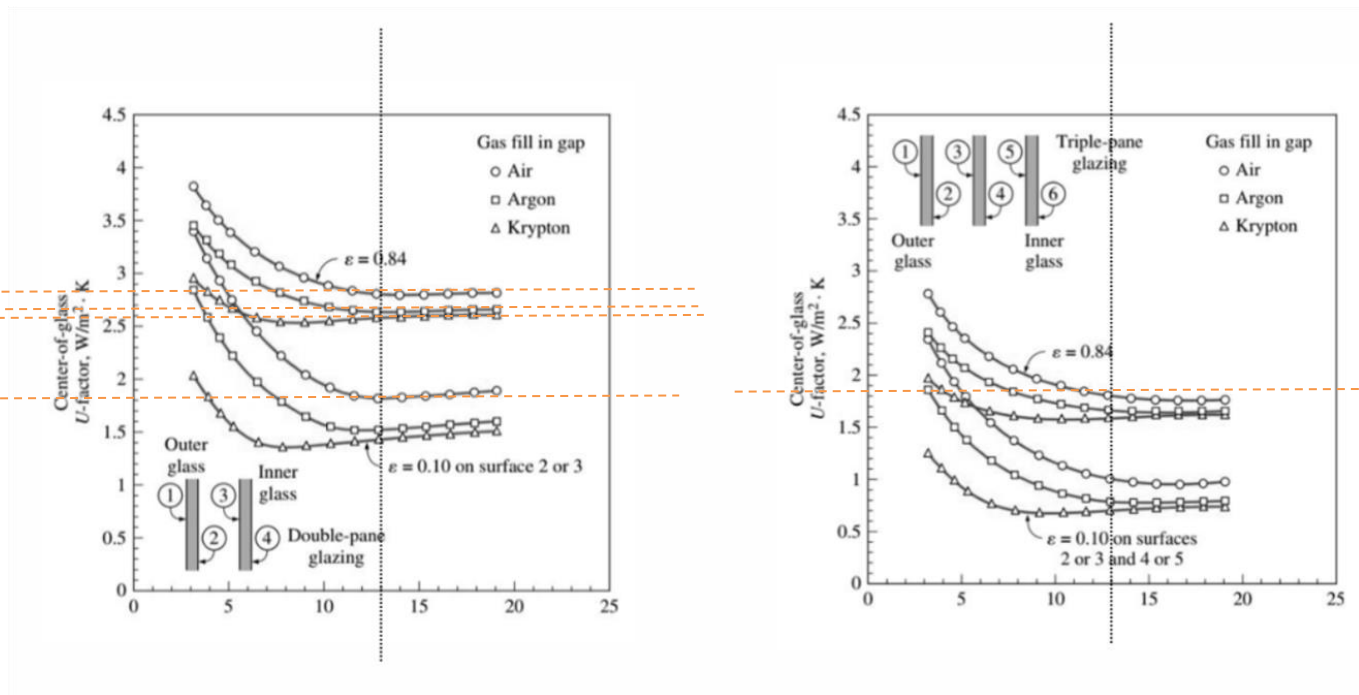 4.5
4
3.5
3
2.5
2
1.5
1
0.5
0
0
5
10
15
20
25
Center-of-glass
U-factor, W/m² · K
Gas fill in gap
Air
Argon
Krypton
ε = 0.84
ε = 0.10 on surface 2 or 3
Outer
glass
Inner
glass
1
3
2
4
Double-pane
glazing
4.5
4
3.5
3
2.5
2
1.5
1
0.5
0
0
5
10
15
20
25
Center-of-glass
U-factor, W/m² · K
1
3
5
2
4
6
Triple-pane
glazing
Outer
glass
Inner
glass
Gas fill in gap
Air
Argon
Krypton
ε = 0.84
ε = 0.10 on surfaces
2 or 3 and 4 or 5